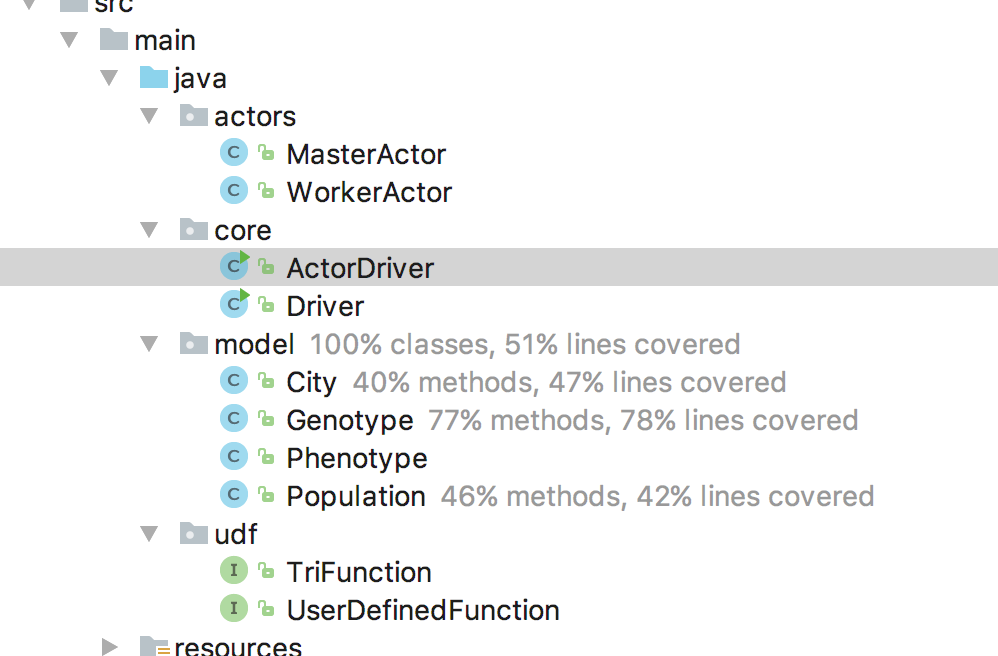 src
main
java
actors
C MasterActor
C WorkerActor
core
C ActorDriver
C Driver
model 100% classes, 51% lines covered
C City 40% methods, 47% lines covered
C Genotype 77% methods, 78% lines covered
C Phenotype
C Population 46% methods, 42% lines covered
udf
I TriFunction
I UserDefinedFunction
resources